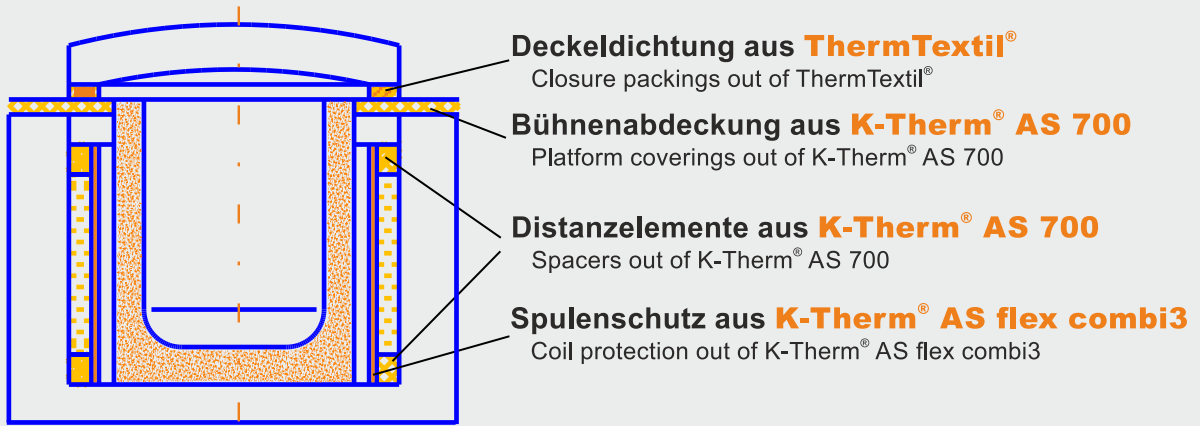 Deckeldichtung aus ThermTextil®
Closure packings out of ThermTextil®
Bühnenabdeckung aus K-Therm® AS 700
Platform coverings out of K-Therm® AS 700
Distanzelemente aus K-Therm® AS 700
Spacers out of K-Therm® AS 700
Spulenschutz aus K-Therm® AS flex combi3
Coil protection out of K-Therm® AS flex combi3